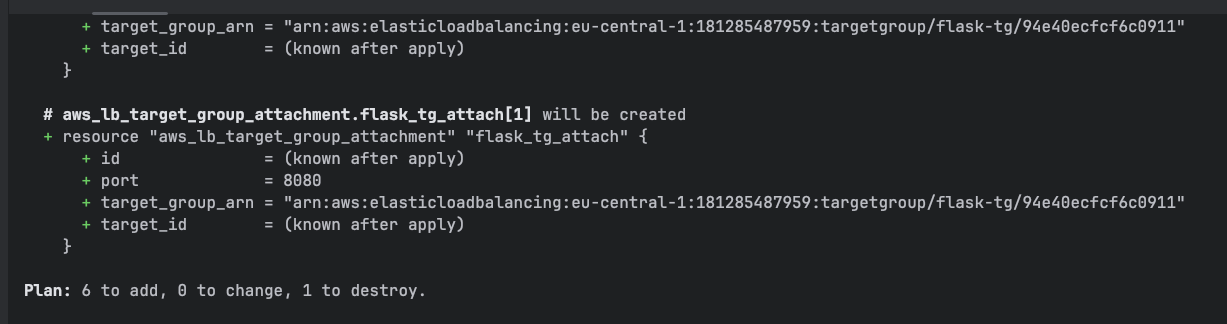 + target_group_arn = "arn:aws:elasticloadbalancing:eu-central-1:181285487959:targetgroup/flask-tg/94e40ecfcf6c0911"
+ target_id        = (known after apply)
}
# aws_lb_target_group_attachment.flask_tg_attach[1] will be created
+ resource "aws_lb_target_group_attachment" "flask_tg_attach" {
+ id               = (known after apply)
+ port             = 8080
+ target_group_arn = "arn:aws:elasticloadbalancing:eu-central-1:181285487959:targetgroup/flask-tg/94e40ecfcf6c0911"
+ target_id        = (known after apply)
}
Plan: 6 to add, 0 to change, 1 to destroy.